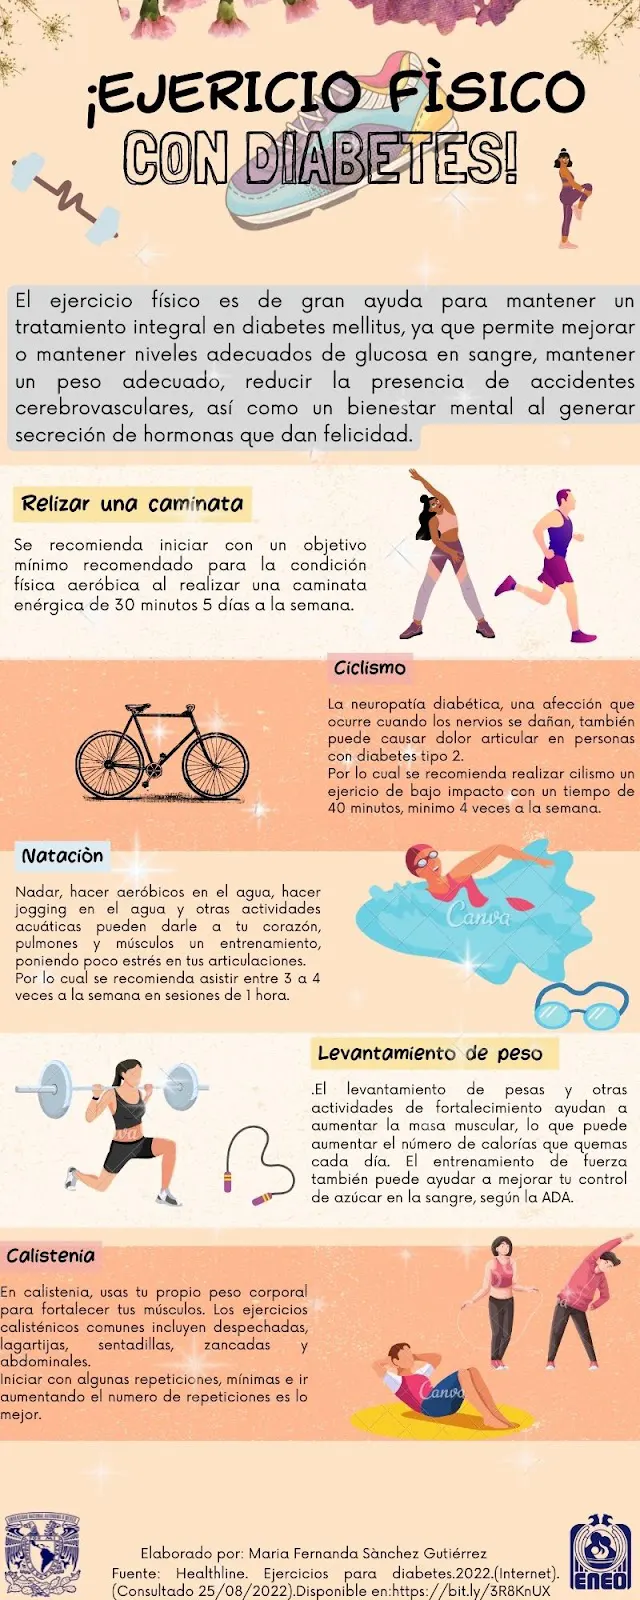 ¡EJERICIO FÌSICO
CON DIABETES!
El ejercicio físico es de gran ayuda para mantener un
tratamiento integral en diabetes mellitus, ya que permite mejorar
o mantener niveles adecuados de glucosa en sangre, mantener
un peso adecuado, reducir la presencia de accidentes
cerebrovasculares, así como un bienestar mental al generar
secreción de hormonas que dan felicidad.
Relizar una caminata
Se recomienda iniciar con un objetivo
mínimo recomendado para la condición
física aeróbica al realizar una caminata
enérgica de 30 minutos 5 días a la semana.
Ciclismo
La neuropatía diabética, una afección que
ocurre cuando los nervios se dañan, también
puede causar dolor articular en personas
con diabetes tipo 2.
Por lo cual se recomienda realizar cilismo un
ejericio de bajo impacto con un tiempo de
40 minutos, minimo 4 veces a la semana.
Nataciòn
Nadar, hacer aeróbicos en el agua, hacer
jogging en el agua y otras actividades
acuáticas pueden darle a tu corazón,
pulmones y músculos un entrenamiento,
poniendo poco estrés en tus articulaciones.
Por lo cual se recomienda asistir entre 3 a 4
veces a la semana en sesiones de 1 hora.
Canva
Levantamiento de peso
.El levantamiento de pesas y otras
actividades de fortalecimiento ayudan a
aumentar la masa muscular, lo que puede
aumentar el número de calorías que quemas
cada día. El entrenamiento de fuerza
también puede ayudar a mejorar tu control
de azúcar en la sangre, según la ADA.
Calistenia
En calistenia, usas tu propio peso corporal
para fortalecer tus músculos. Los ejercicios
calisténicos comunes incluyen despechadas,
lagartijas, sentadillas, zancadas y
abdominales.
Iniciar con algunas repeticiones, mínimas e ir
aumentando el numero de repeticiones es lo
mejor.
Canva
Elaborado por: Maria Fernanda Sànchez Gutiérrez
Fuente: Healthline. Ejercicios para diabetes.2022.(Internet).
(Consultado 25/08/2022).Disponible en:https://bit.ly/3R8KnUX
ENEO